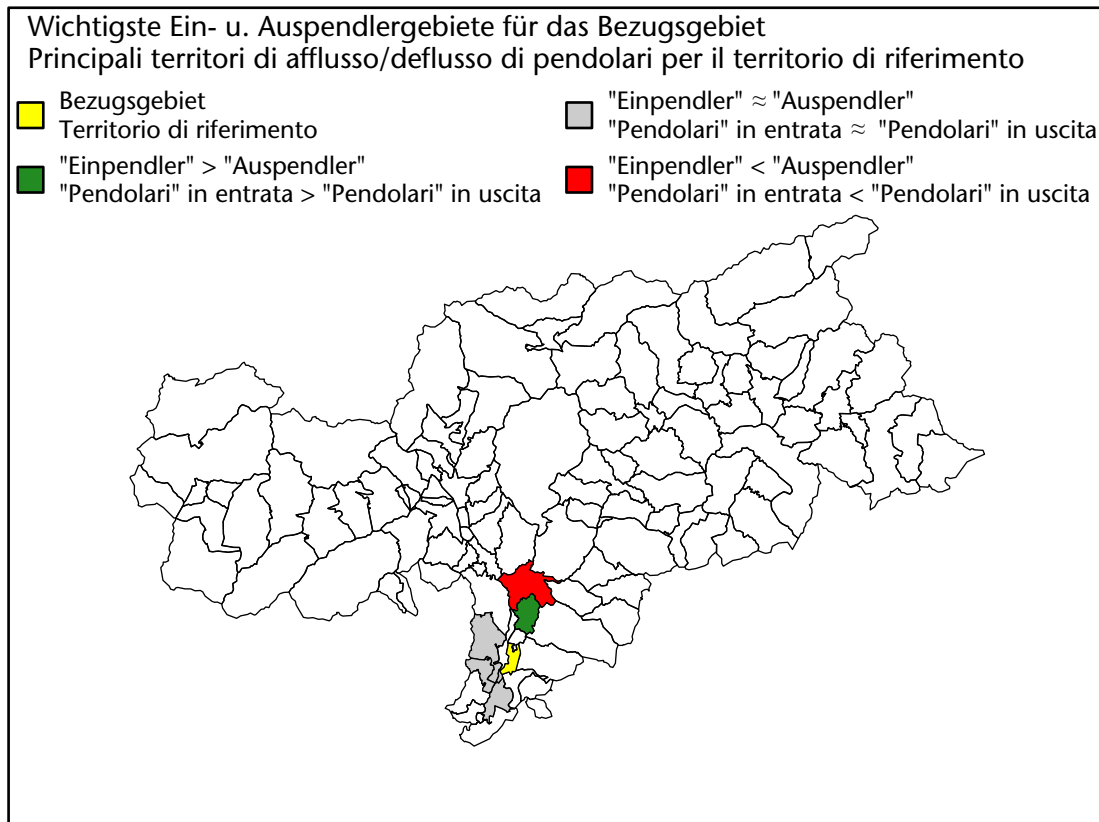 Wichtigste Ein- u. Auspendlergebiete für das Bezugsgebiet
Principali territori di afflusso/deflusso di pendolari per il territorio di riferimento
Bezugsgebiet
Territorio di riferimento
"Einpendler" > "Auspendler"
"Pendolari" in entrata > "Pendolari" in uscita
"Einpendler" ≈ "Auspendler"
"Pendolari" in entrata ≈ "Pendolari" in uscita
"Einpendler" < "Auspendler"
"Pendolari" in entrata < "Pendolari" in uscita